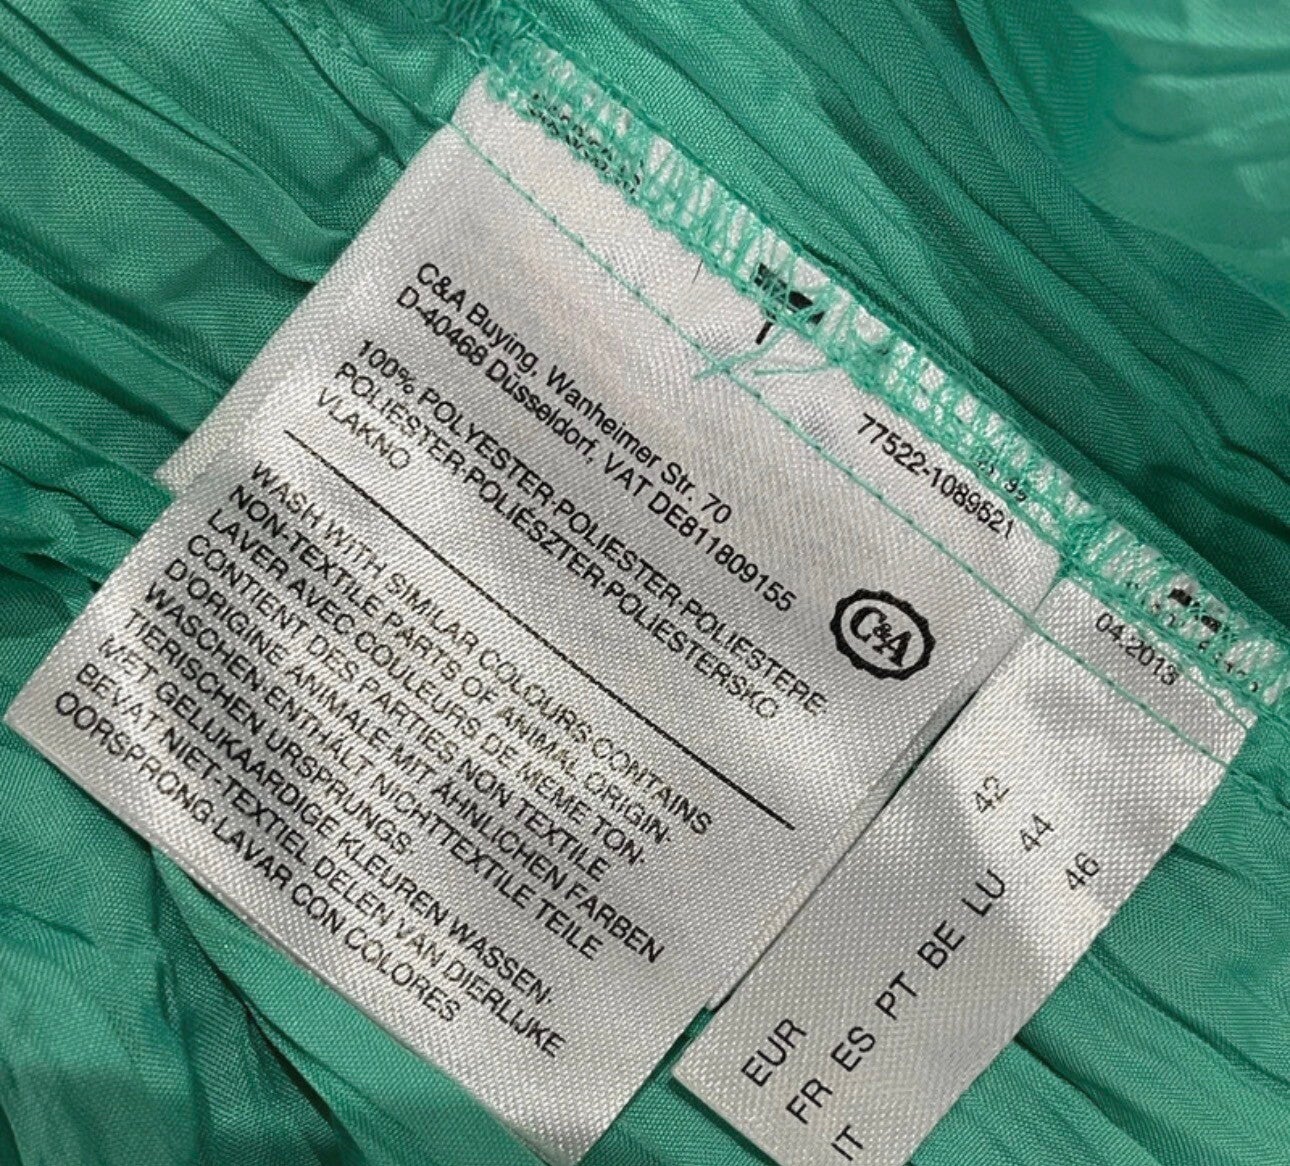 C&A Buying, Wanheimer Str. 70
D-40468 Düsseldorf, VAT DE811809155
100% POLYESTER·POLIESTER·POLIESTERE
POLIESTER·POLIÉSZTER·POLIESTERSKO
VLAKNO
WASH WITH SIMILAR COLOURS·CONTAINS
NON-TEXTILE PARTS OF ANIMAL ORIGIN·
LAVER AVEC COULEURS DE MEME TON·
CONTIENT DES PARTIES NON TEXTILE
D'ORIGINE ANIMALE·MIT ÄHNLICHEN FARBEN
WASCHEN·ENTHÄLT NICHTTEXTILE TEILE
TIERISCHEN URSPRUNGS
MET GELIJKAARDIGE KLEUREN WASSEN·
BEVAT NIET-TEXTIEL DELEN VAN DIERLIJKE
OORSPRONG·LAVAR CON COLORES
77522-1089621
C&A
04.2013
EUR 42
FR ES PT BE LU 44
IT 46